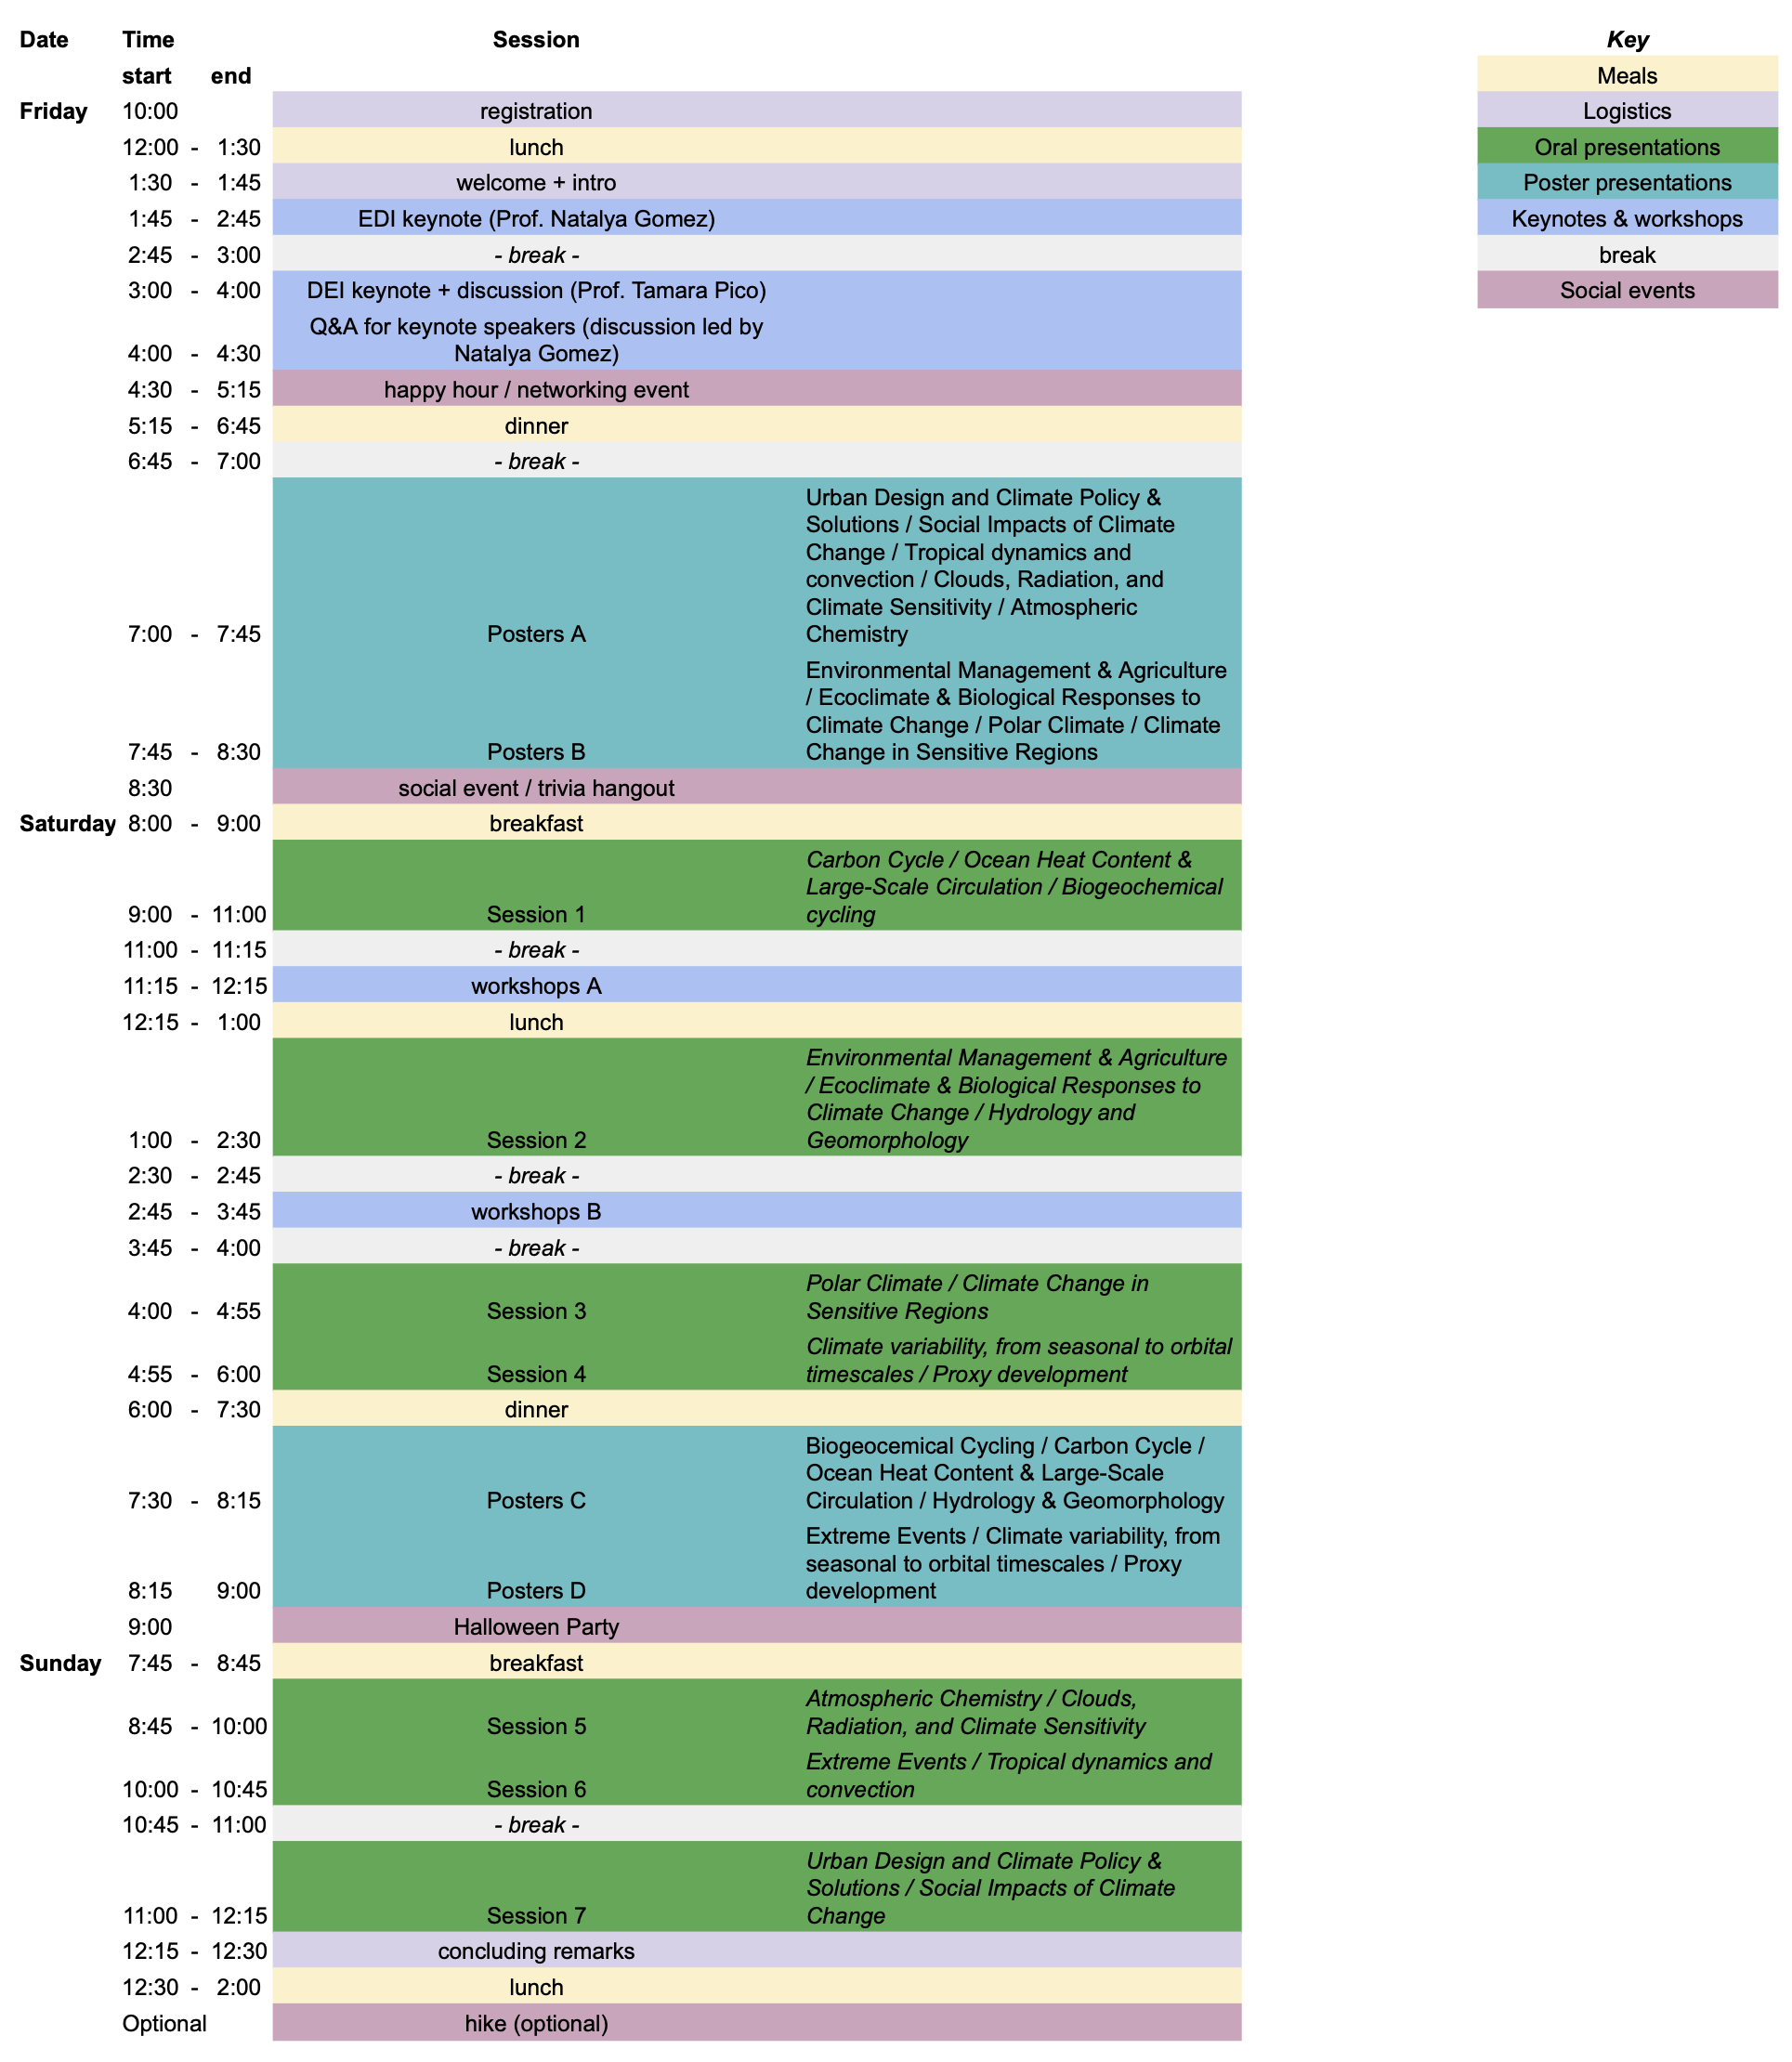 Date Time Session Key
start end Meals
Friday 10:00 registration Logistics
12:00 - 1:30 lunch Oral presentations
1:30 - 1:45 welcome + intro Poster presentations
1:45 - 2:45 EDI keynote (Prof. Natalya Gomez) Keynotes & workshops
2:45 - 3:00 - break - break
3:00 - 4:00 DEI keynote + discussion (Prof. Tamara Pico) Social events
Q&A for keynote speakers (discussion led by
4:00 - 4:30 Natalya Gomez)
4:30 - 5:15 happy hour / networking event
5:15 - 6:45 dinner
6:45 - 7:00 - break -
Urban Design and Climate Policy &
Solutions / Social Impacts of Climate
Change / Tropical dynamics and
convection / Clouds, Radiation, and
Climate Sensitivity / Atmospheric
7:00 - 7:45 Posters A Chemistry
Environmental Management & Agriculture
/ Ecoclimate & Biological Responses to
Climate Change / Polar Climate / Climate
7:45 - 8:30 Posters B Change in Sensitive Regions
8:30 social event / trivia hangout
Saturday 8:00 - 9:00 breakfast
Carbon Cycle / Ocean Heat Content &
Large-Scale Circulation / Biogeochemical
9:00 - 11:00 Session 1 cycling
11:00 - 11:15 - break -
11:15 - 12:15 workshops A
12:15 - 1:00 lunch
Environmental Management & Agriculture
/ Ecoclimate & Biological Responses to
Climate Change / Hydrology and
1:00 - 2:30 Session 2 Geomorphology
2:30 - 2:45 - break -
2:45 - 3:45 workshops B
3:45 - 4:00 - break -
Polar Climate / Climate Change in
4:00 - 4:55 Session 3 Sensitive Regions
Climate variability, from seasonal to orbital
4:55 - 6:00 Session 4 timescales / Proxy development
6:00 - 7:30 dinner
Biogeocemical Cycling / Carbon Cycle /
Ocean Heat Content & Large-Scale
7:30 - 8:15 Posters C Circulation / Hydrology & Geomorphology
Extreme Events / Climate variability, from
seasonal to orbital timescales / Proxy
8:15 9:00 Posters D development
9:00 Halloween Party
Sunday 7:45 - 8:45 breakfast
Atmospheric Chemistry / Clouds,
8:45 - 10:00 Session 5 Radiation, and Climate Sensitivity
Extreme Events / Tropical dynamics and
10:00 - 10:45 Session 6 convection
10:45 - 11:00 - break -
Urban Design and Climate Policy &
Solutions / Social Impacts of Climate
11:00 - 12:15 Session 7 Change
12:15 - 12:30 concluding remarks
12:30 - 2:00 lunch
Optional hike (optional)